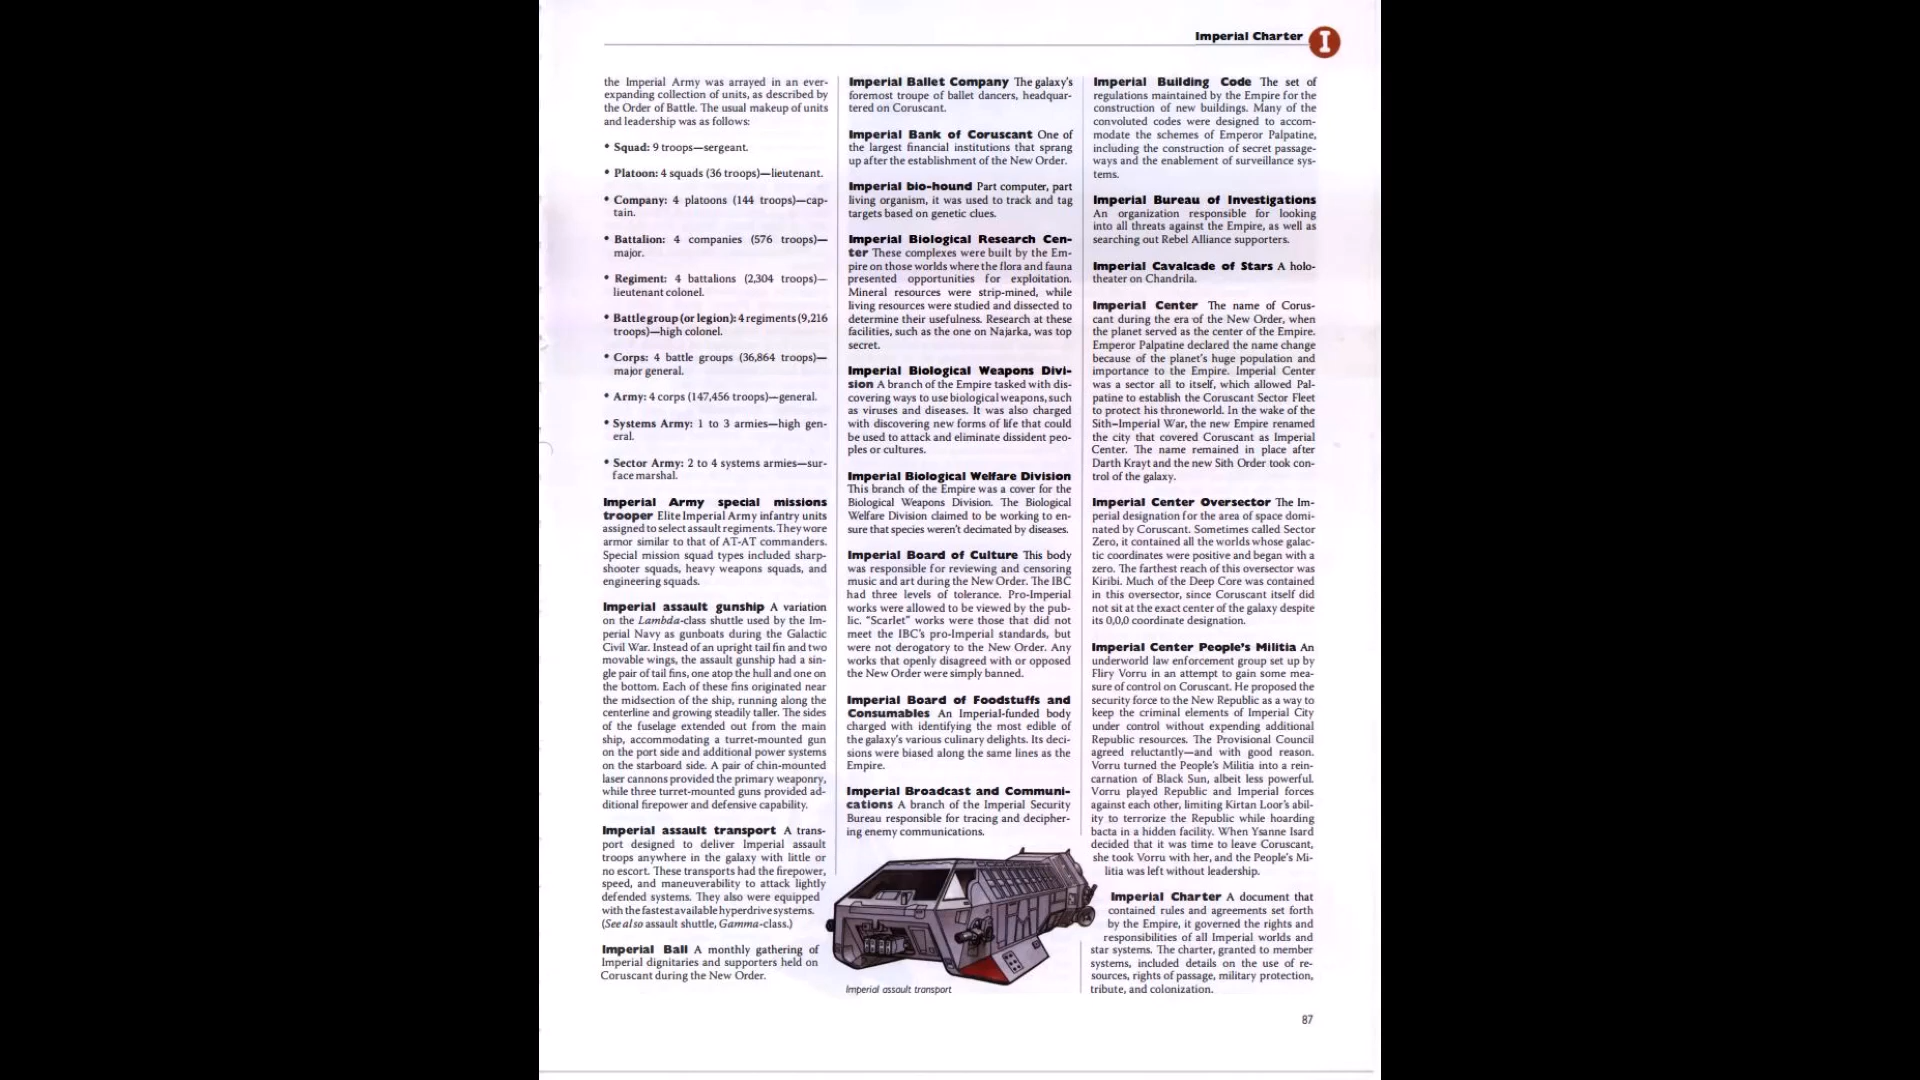 Imperial Charter
I
the Imperial Army was arrayed in an ever-
expanding collection of units, as described by
the Order of Battle. The usual makeup of units
and leadership was as follows:
• Squad: 9 troops—sergeant.
• Platoon: 4 squads (36 troops)—lieutenant.
• Company: 4 platoons (144 troops)—cap-
tain.
• Battalion: 4 companies (576 troops)—
major.
• Regiment: 4 battalions (2,304 troops)—
lieutenant colonel.
• Battle group (or legion): 4 regiments (9,216
troops)—high colonel.
• Corps: 4 battle groups (36,864 troops)—
major general.
• Army: 4 corps (147,456 troops)—general.
• Systems Army: 1 to 3 armies—high gen-
eral.
• Sector Army: 2 to 4 systems armies—sur-
face marshal.
Imperial Army special missions
trooper Elite Imperial Army infantry units
assigned to select assault regiments. They wore
armor similar to that of AT-AT commanders.
Special mission squad types included sharp-
shooter squads, heavy weapons squads, and
engineering squads.
Imperial assault gunship A variation
on the Lambda-class shuttle used by the Im-
perial Navy as gunboats during the Galactic
Civil War. Instead of an upright tail fin and two
movable wings, the assault gunship had a sin-
gle pair of tail fins, one atop the hull and one on
the bottom. Each of these fins originated near
the midsection of the ship, running along the
centerline and growing steadily taller. The sides
of the fuselage extended out from the main
ship, accommodating a turret-mounted gun
on the port side and additional power systems
on the starboard side. A pair of chin-mounted
laser cannons provided the primary weaponry,
while three turret-mounted guns provided ad-
ditional firepower and defensive capability.
Imperial assault transport A trans-
port designed to deliver Imperial assault
troops anywhere in the galaxy with little or
no escort. These transports had the firepower,
speed, and maneuverability to attack lightly
defended systems. They also were equipped
with the fastest available hyperdrive systems.
(See also assault shuttle, Gamma-class.)
Imperial Ball A monthly gathering of
Imperial dignitaries and supporters held on
Coruscant during the New Order.
Imperial Ballet Company The galaxy's
foremost troupe of ballet dancers, headquar-
tered on Coruscant.
Imperial Bank of Coruscant One of
the largest financial institutions that sprang
up after the establishment of the New Order.
Imperial bio-hound Part computer, part
living organism, it was used to track and tag
targets based on genetic clues.
Imperial Biological Research Cen-
ter These complexes were built by the Em-
pire on those worlds where the flora and fauna
presented opportunities for exploitation.
Mineral resources were strip-mined, while
living resources were studied and dissected to
determine their usefulness. Research at these
facilities, such as the one on Najarka, was top
secret.
Imperial Biological Weapons Divi-
sion A branch of the Empire tasked with dis-
covering ways to use biological weapons, such
as viruses and diseases. It was also charged
with discovering new forms of life that could
be used to attack and eliminate dissident peo-
ples or cultures.
Imperial Biological Welfare Division
This branch of the Empire was a cover for the
Biological Weapons Division. The Biological
Welfare Division claimed to be working to en-
sure that species weren't decimated by diseases.
Imperial Board of Culture This body
was responsible for reviewing and censoring
music and art during the New Order. The IBC
had three levels of tolerance. Pro-Imperial
works were allowed to be viewed by the pub-
lic. "Scarlet" works were those that did not
meet the IBC's pro-Imperial standards, but
were not derogatory to the New Order. Any
works that openly disagreed with or opposed
the New Order were simply banned.
Imperial Board of Foodstuffs and
Consumables An Imperial-funded body
charged with identifying the most edible of
the galaxy's various culinary delights. Its deci-
sions were biased along the same lines as the
Empire.
Imperial Broadcast and Communi-
cations A branch of the Imperial Security
Bureau responsible for tracing and decipher-
ing enemy communications.
Imperial assault transport
Imperial Building Code The set of
regulations maintained by the Empire for the
construction of new buildings. Many of the
convoluted codes were designed to accom-
modate the schemes of Emperor Palpatine,
including the construction of secret passage-
ways and the enablement of surveillance sys-
tems.
Imperial Bureau of Investigations
An organization responsible for looking
into all threats against the Empire, as well as
searching out Rebel Alliance supporters.
Imperial Cavalcade of Stars A holo-
theater on Chandrila.
Imperial Center The name of Corus-
cant during the era of the New Order, when
the planet served as the center of the Empire.
Emperor Palpatine declared the name change
because of the planet's huge population and
importance to the Empire. Imperial Center
was a sector all to itself, which allowed Pal-
patine to establish the Coruscant Sector Fleet
to protect his throneworld. In the wake of the
Sith–Imperial War, the new Empire renamed
the city that covered Coruscant as Imperial
Center. The name remained in place after
Darth Krayt and the new Sith Order took con-
trol of the galaxy.
Imperial Center Oversector The Im-
perial designation for the area of space domi-
nated by Coruscant. Sometimes called Sector
Zero, it contained all the worlds whose galac-
tic coordinates were positive and began with a
zero. The farthest reach of this oversector was
Kiribi. Much of the Deep Core was contained
in this oversector, since Coruscant itself did
not sit at the exact center of the galaxy despite
its 0,0,0 coordinate designation.
Imperial Center People's Militia An
underworld law enforcement group set up by
Fliry Vorru in an attempt to gain some mea-
sure of control on Coruscant. He proposed the
security force to the New Republic as a way to
keep the criminal elements of Imperial City
under control without expending additional
Republic resources. The Provisional Council
agreed reluctantly—and with good reason.
Vorru turned the People's Militia into a rein-
carnation of Black Sun, albeit less powerful.
Vorru played Republic and Imperial forces
against each other, limiting Kirtan Loor's abil-
ity to terrorize the Republic while hoarding
bacta in a hidden facility. When Ysanne Isard
decided that it was time to leave Coruscant,
she took Vorru with her, and the People's Mi-
litia was left without leadership.
Imperial Charter A document that
contained rules and agreements set forth
by the Empire, it governed the rights and
responsibilities of all Imperial worlds and
star systems. The charter, granted to member
systems, included details on the use of re-
sources, rights of passage, military protection,
tribute, and colonization.
87